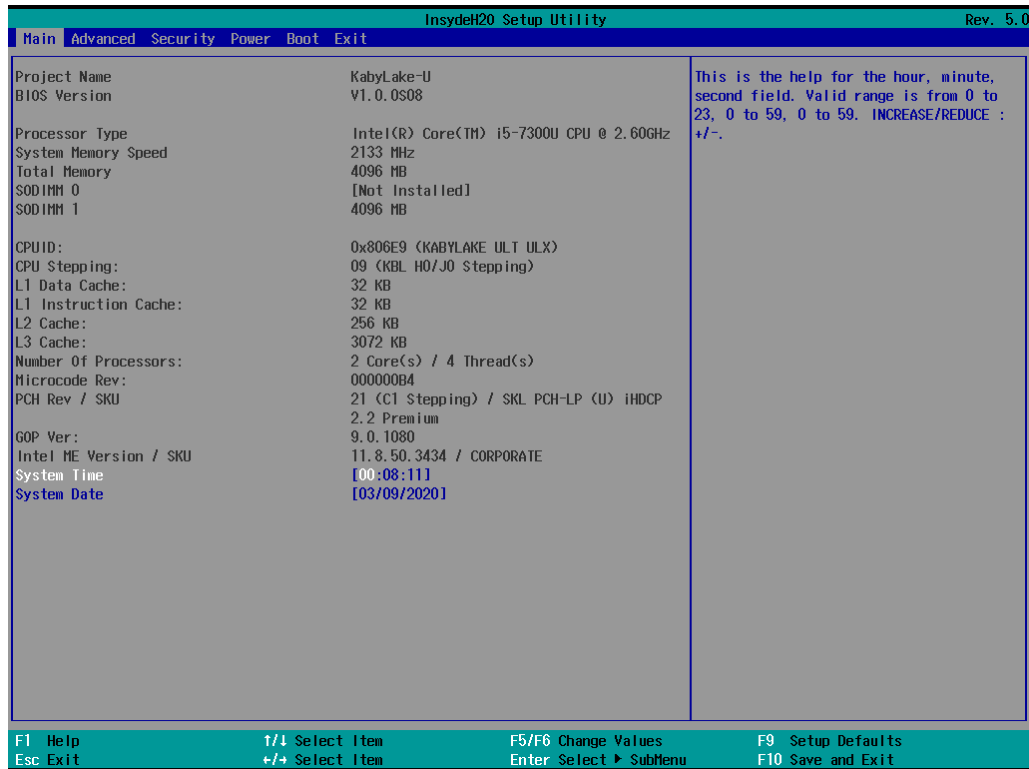 InsydeH20 Setup Utility Rev. 5.0
Main Advanced Security Power Boot Exit
Project Name KabyLake-U
BIOS Version V1.0.0S08
Processor Type Intel(R) Core(TM) i5-7300U CPU @ 2.60GHz
System Memory Speed 2133 MHz
Total Memory 4096 MB
SODIMM 0 [Not Installed]
SODIMM 1 4096 MB
CPUID: 0x806E9 (KABYLAKE ULT ULX)
CPU Stepping: 09 (KBL H0/J0 Stepping)
L1 Data Cache: 32 KB
L1 Instruction Cache: 32 KB
L2 Cache: 256 KB
L3 Cache: 3072 KB
Number Of Processors: 2 Core(s) / 4 Thread(s)
Microcode Rev: 000000B4
PCH Rev / SKU 21 (C1 Stepping) / SKL PCH-LP (U) iHDCP
2.2 Premium
GOP Ver: 9.0.1080
Intel ME Version / SKU 11.8.50.3434 / CORPORATE
System Time [00:08:11]
System Date [03/09/2020]
This is the help for the hour, minute,
second field. Valid range is from 0 to
23, 0 to 59, 0 to 59. INCREASE/REDUCE :
+/-.
F1 Help ↑/↓ Select Item F5/F6 Change Values F9 Setup Defaults
Esc Exit ←/→ Select Item Enter Select ▶ SubMenu F10 Save and Exit